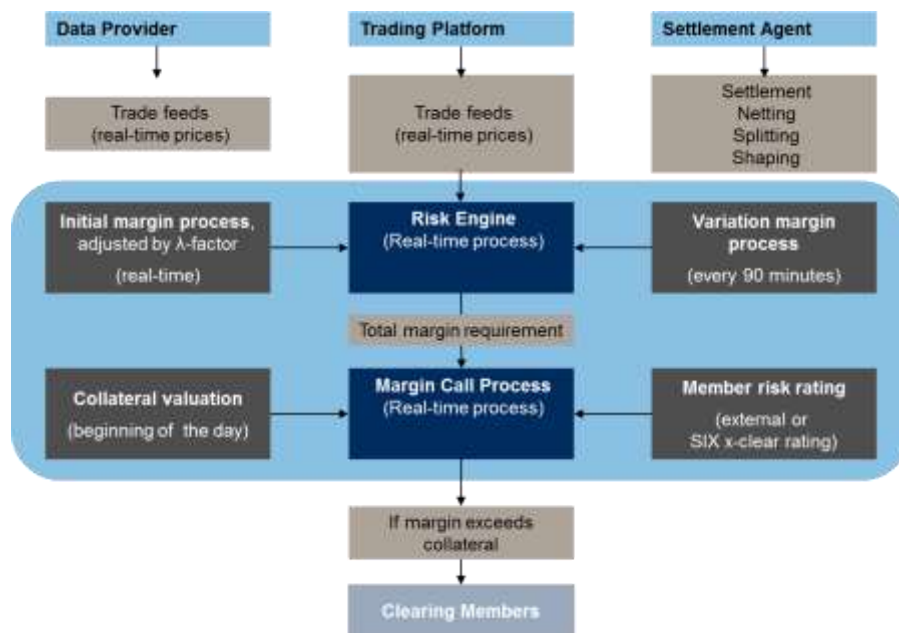 Data Provider
Trading Platform
Settlement Agent
Trade feeds
(real-time prices)
Trade feeds
(real-time prices)
Settlement
Netting
Splitting
Shaping
Initial margin process,
adjusted by λ-factor
(real-time)
Risk Engine
(Real-time process)
Variation margin
process
(every 90 minutes)
Total margin requirement
Collateral valuation
(beginning of the day)
Margin Call Process
(Real-time process)
Member risk rating
(external or
SIX x-clear rating)
If margin exceeds
collateral
Clearing Members